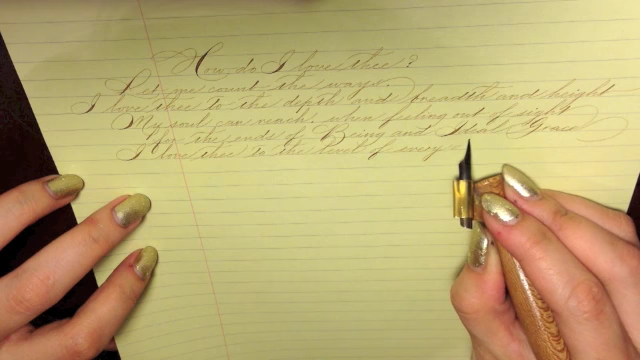 How do I love thee?
Let me count the ways.
I love thee to the depth and breadth and height
My soul can reach, when feeling out of sight
For the ends of Being and Ideal Grace
I love thee to the level of every